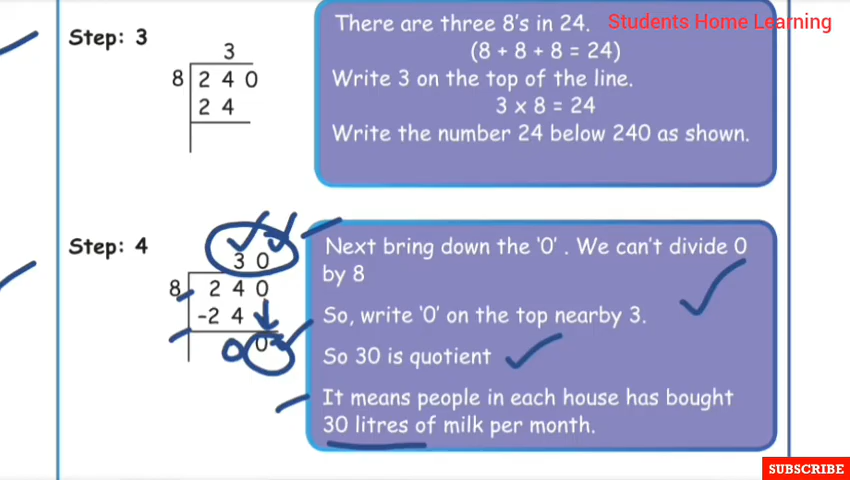 Students Home Learning
Step: 3
3
8 2 4 0
2 4
There are three 8's in 24.
(8 + 8 + 8 = 24)
Write 3 on the top of the line.
3 x 8 = 24
Write the number 24 below 240 as shown.
Step: 4
3 0
8 2 4 0
-2 4
0 0
Next bring down the '0' . We can't divide 0
by 8
So, write '0' on the top nearby 3.
So 30 is quotient
It means people in each house has bought
30 litres of milk per month.
SUBSCRIBE